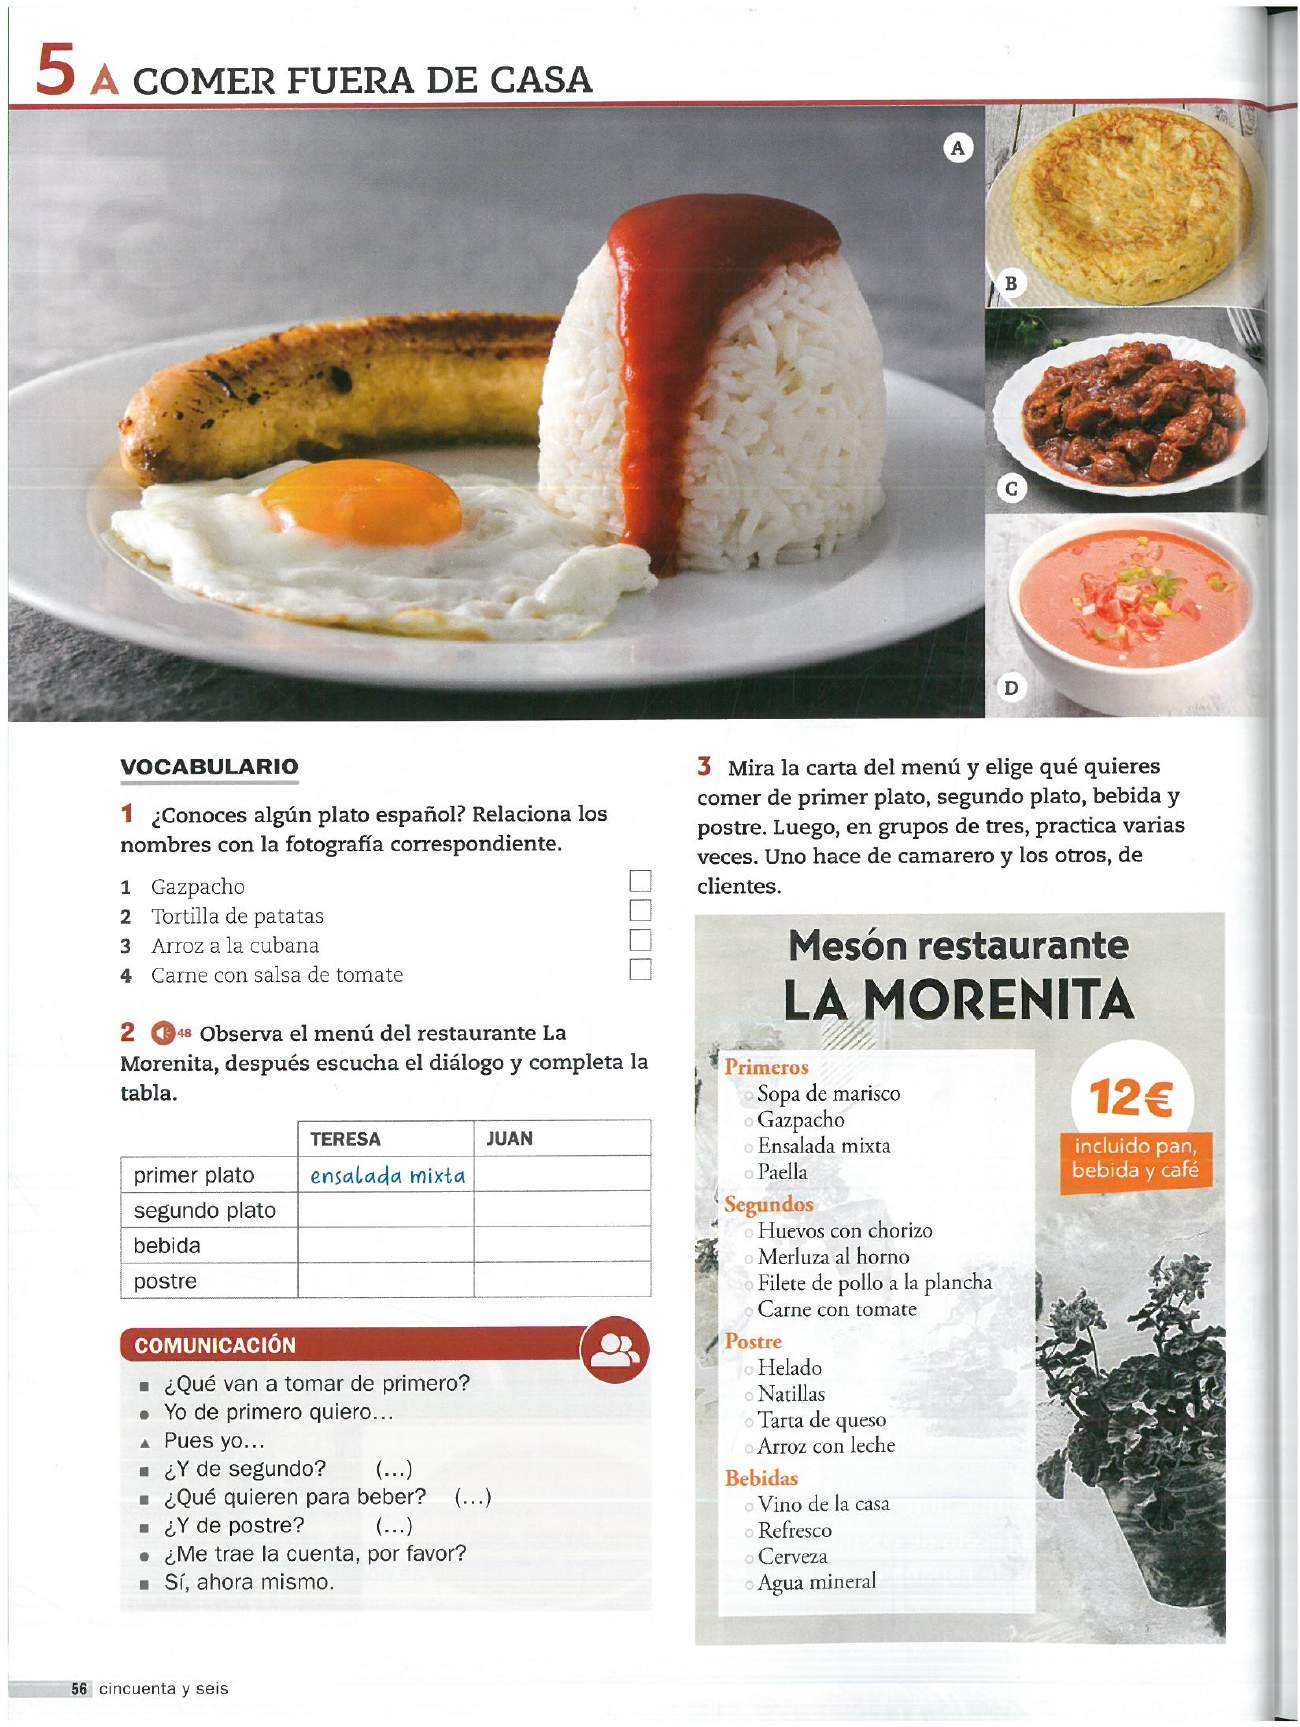 5 A COMER FUERA DE CASA
A
B
C
D
VOCABULARIO
1 ¿Conoces algún plato español? Relaciona los
nombres con la fotografía correspondiente.
1 Gazpacho
2 Tortilla de patatas
3 Arroz a la cubana
4 Carne con salsa de tomate
2 48 Observa el menú del restaurante La
Morenita, después escucha el diálogo y completa la
tabla.
TERESA JUAN
primer plato ensalada mixta
segundo plato
bebida
postre
COMUNICACIÓN
■ ¿Qué van a tomar de primero?
● Yo de primero quiero...
▲ Pues yo...
■ ¿Y de segundo? (...)
■ ¿Qué quieren para beber? (...)
■ ¿Y de postre? (...)
● ¿Me trae la cuenta, por favor?
■ Sí, ahora mismo.
3 Mira la carta del menú y elige qué quieres
comer de primer plato, segundo plato, bebida y
postre. Luego, en grupos de tres, practica varias
veces. Uno hace de camarero y los otros, de
clientes.
Mesón restaurante
LA MORENITA
Primeros
○ Sopa de marisco
○ Gazpacho
○ Ensalada mixta
○ Paella
Segundos
○ Huevos con chorizo
○ Merluza al horno
○ Filete de pollo a la plancha
○ Carne con tomate
Postre
○ Helado
○ Natillas
○ Tarta de queso
○ Arroz con leche
Bebidas
○ Vino de la casa
○ Refresco
○ Cerveza
○ Agua mineral
12€
incluido pan,
bebida y café
56 cincuenta y seis